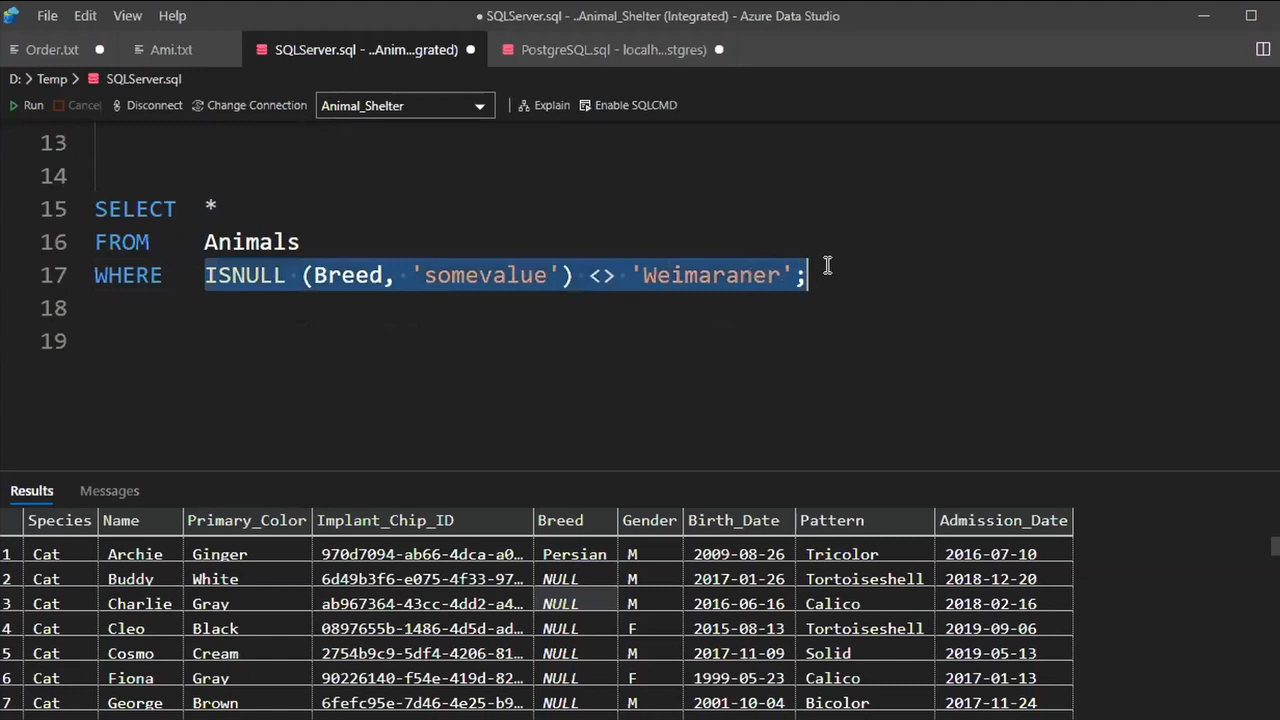 File Edit View Help ● SQLServer.sql - ..Animal_Shelter (Integrated) - Azure Data Studio
Order.txt ● Ami.txt SQLServer.sql - ..Anim...grated) ● PostgreSQL.sql - localh...stgres) ●
D: > Temp > SQLServer.sql
Run Cancel Disconnect Change Connection Animal_Shelter Explain Enable SQLCMD
13
14
15 SELECT *
16 FROM Animals
17 WHERE ISNULL (Breed, 'somevalue') <> 'Weimaraner';
18
19
Results Messages
Species Name Primary_Color Implant_Chip_ID Breed Gender Birth_Date Pattern Admission_Date
1 Cat Archie Ginger 970d7094-ab66-4dca-a0... Persian M 2009-08-26 Tricolor 2016-07-10
2 Cat Buddy White 6d49b3f6-e075-4f33-97... NULL M 2017-01-26 Tortoiseshell 2018-12-20
3 Cat Charlie Gray ab967364-43cc-4dd2-a4... NULL M 2016-06-16 Calico 2018-02-16
4 Cat Cleo Black 0897655b-1486-4d5d-ad... NULL F 2015-08-13 Tortoiseshell 2019-09-06
5 Cat Cosmo Cream 2754b9c9-5df4-4206-81... NULL M 2017-11-09 Solid 2019-05-13
6 Cat Fiona Gray 90226140-f54e-419d-82... NULL F 1999-05-23 Calico 2017-01-13
7 Cat George Brown 6fefc95e-7d46-4e25-b9... NULL M 2001-10-04 Bicolor 2017-11-24